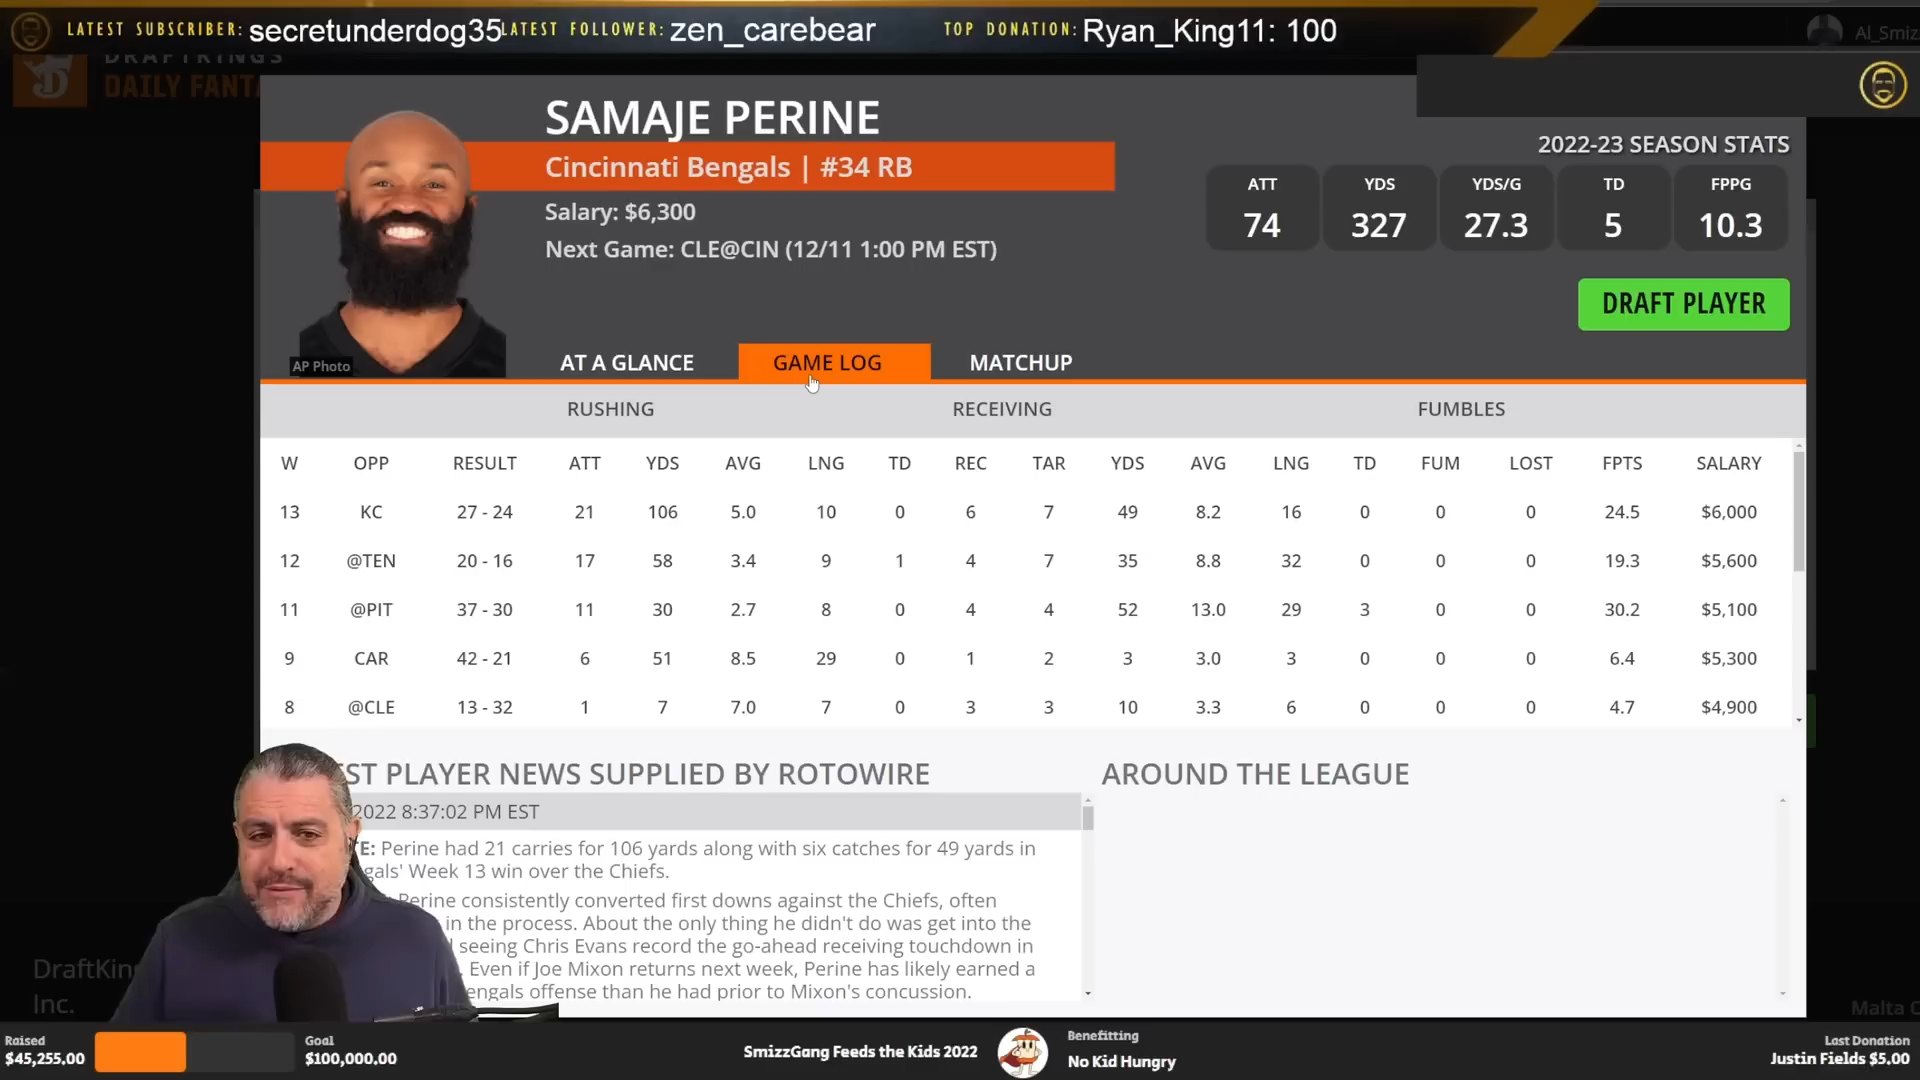 LATEST SUBSCRIBER: secretunderdog35 LATEST FOLLOWER: zen_carebear TOP DONATION: Ryan_King11: 100
Al_Smiz
DRAFTKINGS
DAILY FANTA
SAMAJE PERINE
Cincinnati Bengals | #34 RB
Salary: $6,300
Next Game: CLE@CIN (12/11 1:00 PM EST)
AP Photo
2022-23 SEASON STATS
ATT YDS YDS/G TD FPPG
74 327 27.3 5 10.3
DRAFT PLAYER
AT A GLANCE GAME LOG MATCHUP
RUSHING RECEIVING FUMBLES
W OPP RESULT ATT YDS AVG LNG TD REC TAR YDS AVG LNG TD FUM LOST FPTS SALARY
13 KC 27 - 24 21 106 5.0 10 0 6 7 49 8.2 16 0 0 0 24.5 $6,000
12 @TEN 20 - 16 17 58 3.4 9 1 4 7 35 8.8 32 0 0 0 19.3 $5,600
11 @PIT 37 - 30 11 30 2.7 8 0 4 4 52 13.0 29 3 0 0 30.2 $5,100
9 CAR 42 - 21 6 51 8.5 29 0 1 2 3 3.0 3 0 0 0 6.4 $5,300
8 @CLE 13 - 32 1 7 7.0 7 0 3 3 10 3.3 6 0 0 0 4.7 $4,900
ST PLAYER NEWS SUPPLIED BY ROTOWIRE
2022 8:37:02 PM EST
E: Perine had 21 carries for 106 yards along with six catches for 49 yards in
gals' Week 13 win over the Chiefs.
Perine consistently converted first downs against the Chiefs, often
in the process. About the only thing he didn't do was get into the
seeing Chris Evans record the go-ahead receiving touchdown in
. Even if Joe Mixon returns next week, Perine has likely earned a
engals offense than he had prior to Mixon's concussion.
AROUND THE LEAGUE
DraftKin
Inc.
Malta C
Raised
$45,255.00
Goal
$100,000.00
SmizzGang Feeds the Kids 2022
Benefitting
No Kid Hungry
Last Donation
Justin Fields $5.00